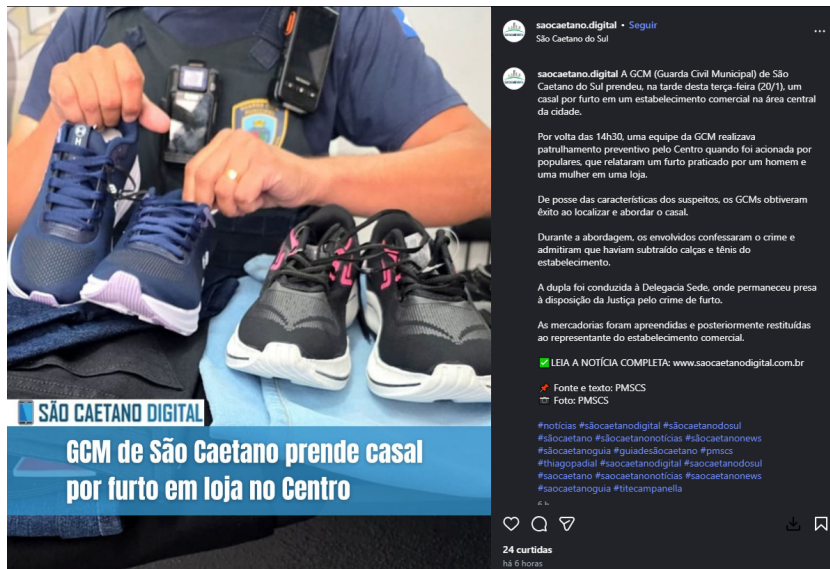 SÃO CAETANO DIGITAL
GCM de São Caetano prende casal
por furto em loja no Centro
saocaetano.digital • Seguir
São Caetano do Sul
saocaetano.digital A GCM (Guarda Civil Municipal) de São
Caetano do Sul prendeu, na tarde desta terça-feira (20/1), um
casal por furto em um estabelecimento comercial na área central
da cidade.
Por volta das 14h30, uma equipe da GCM realizava
patrulhamento preventivo pelo Centro quando foi acionada por
populares, que relataram um furto praticado por um homem e
uma mulher em uma loja.
De posse das características dos suspeitos, os GCMs obtiveram
êxito ao localizar e abordar o casal.
Durante a abordagem, os envolvidos confessaram o crime e
admitiram que haviam subtraído calças e tênis do
estabelecimento.
A dupla foi conduzida à Delegacia Sede, onde permaneceu presa
à disposição da Justiça pelo crime de furto.
As mercadorias foram apreendidas e posteriormente restituídas
ao representante do estabelecimento comercial.
✅ LEIA A NOTÍCIA COMPLETA: www.saocaetanodigital.com.br
📌 Fonte e texto: PMSCS
📷 Foto: PMSCS
#notícias #sãocaetanodigital #sãocaetanodosul
#sãocaetano #sãocaetanonotícias #sãocaetanonews
#sãocaetanoguia #guiadesãocaetano #pmscs
#thiagopadial #saocaetanodigital #saocaetanodosul
#saocaetano #saocaetanonoticias #saocaetanonews
#saocaetanoguia #titecampanella
6 h
24 curtidas
há 6 horas